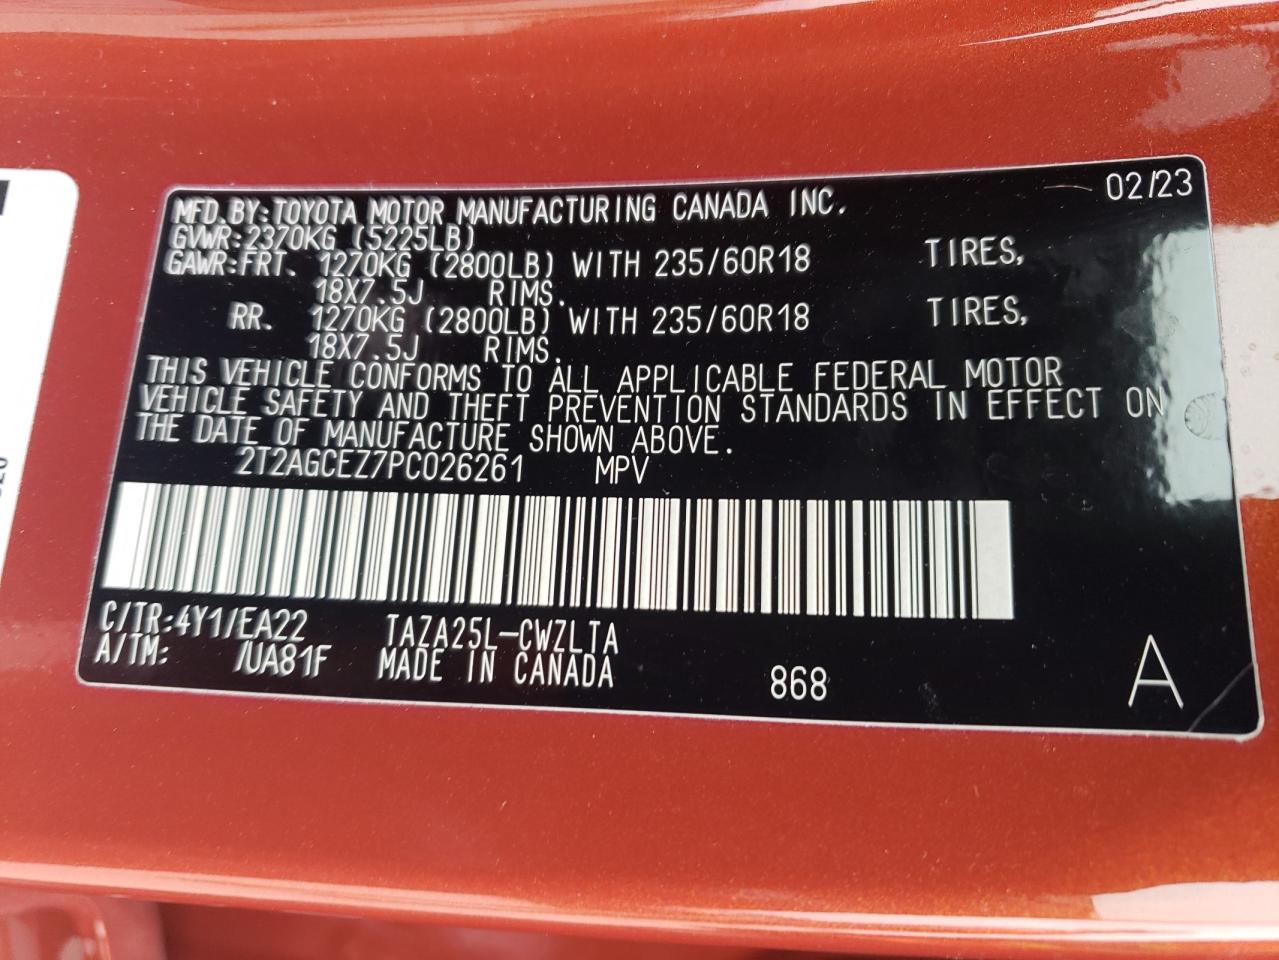 02/23
MFD.BY:TOYOTA MOTOR MANUFACTURING CANADA INC.
GVWR:2370KG (5225LB)
GAWR:FRT. 1270KG (2800LB) WITH 235/60R18 TIRES,
18X7.5J RIMS.
RR. 1270KG (2800LB) WITH 235/60R18 TIRES,
18X7.5J RIMS.
THIS VEHICLE CONFORMS TO ALL APPLICABLE FEDERAL MOTOR
VEHICLE SAFETY AND THEFT PREVENTION STANDARDS IN EFFECT ON
THE DATE OF MANUFACTURE SHOWN ABOVE.
2T2AGCEZ7PC026261 MPV
C/TR:4Y1/EA22 TAZA25L-CWZLTA
A/TM: /UA81F MADE IN CANADA
868
A